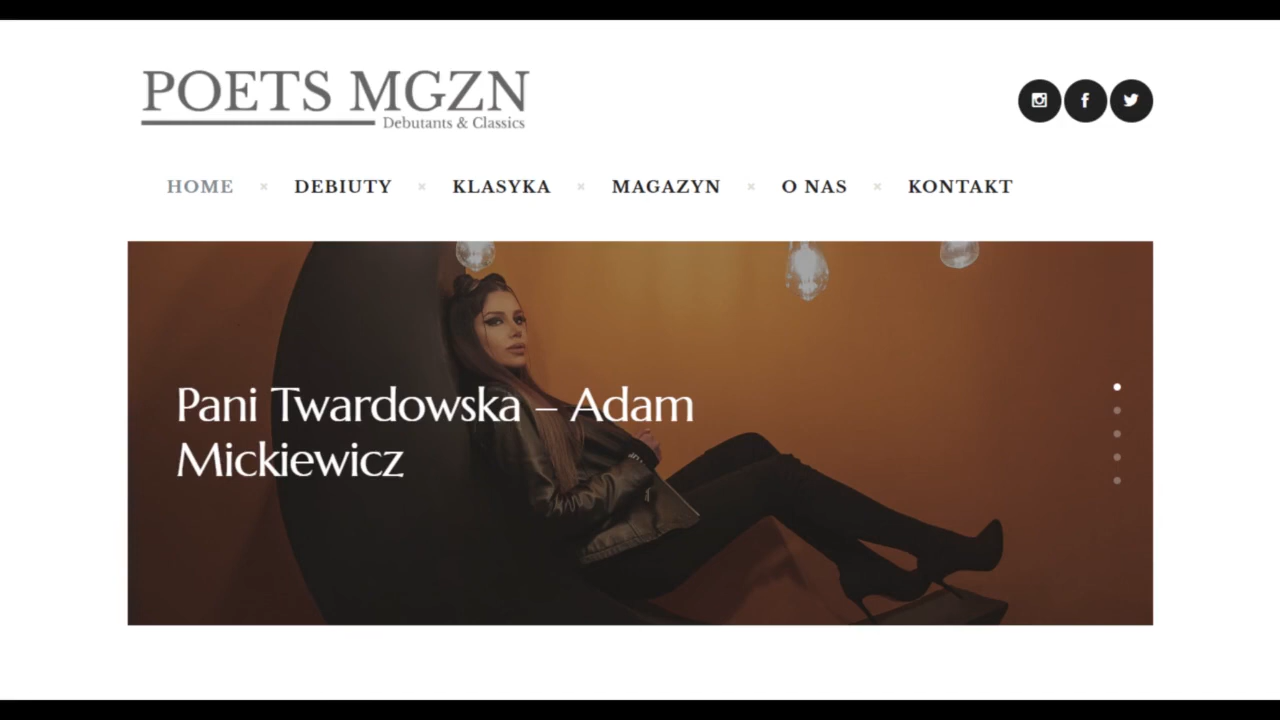 POETS MGZN
Debutants & Classics
HOME × DEBIUTY × KLASYKA × MAGAZYN × O NAS × KONTAKT
Pani Twardowska – Adam
Mickiewicz